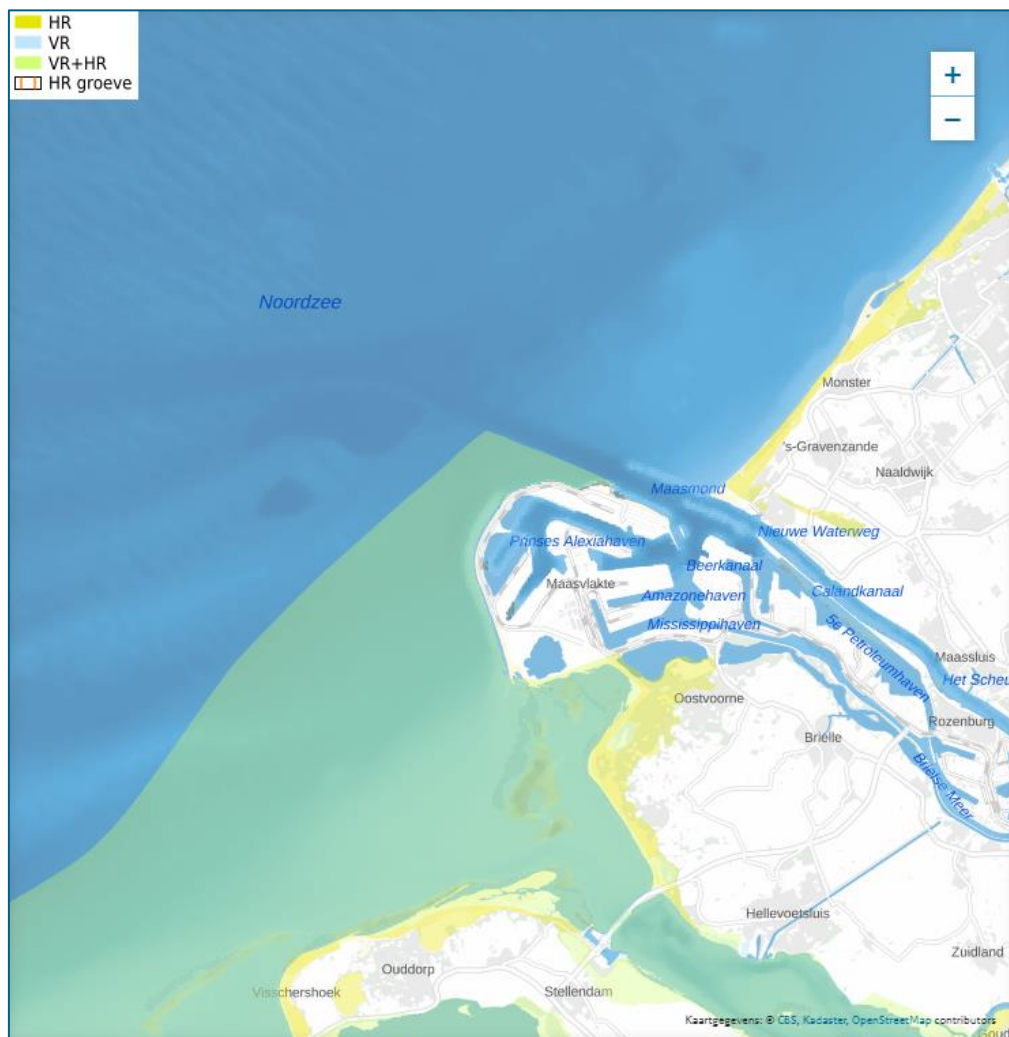 HR
VR
VR+HR
HR groeve
+
−
Noordzee
Monster
's-Gravenzande
Naaldwijk
Maasmond
Nieuwe Waterweg
Prinses Alexiahaven
Beerkanaal
Maasvlakte
Calandkanaal
Amazonehaven
Mississippihaven
5e Petroleumhaven
Maassluis
Het Scheu
Oostvoorne
Rozenburg
Brielle
Brielse Meer
Hellevoetsluis
Zuidland
Ouddorp
Visschershoek
Stellendam
Kaartgegevens: © CBS, Kadaster, OpenStreetMap contributors
Goud